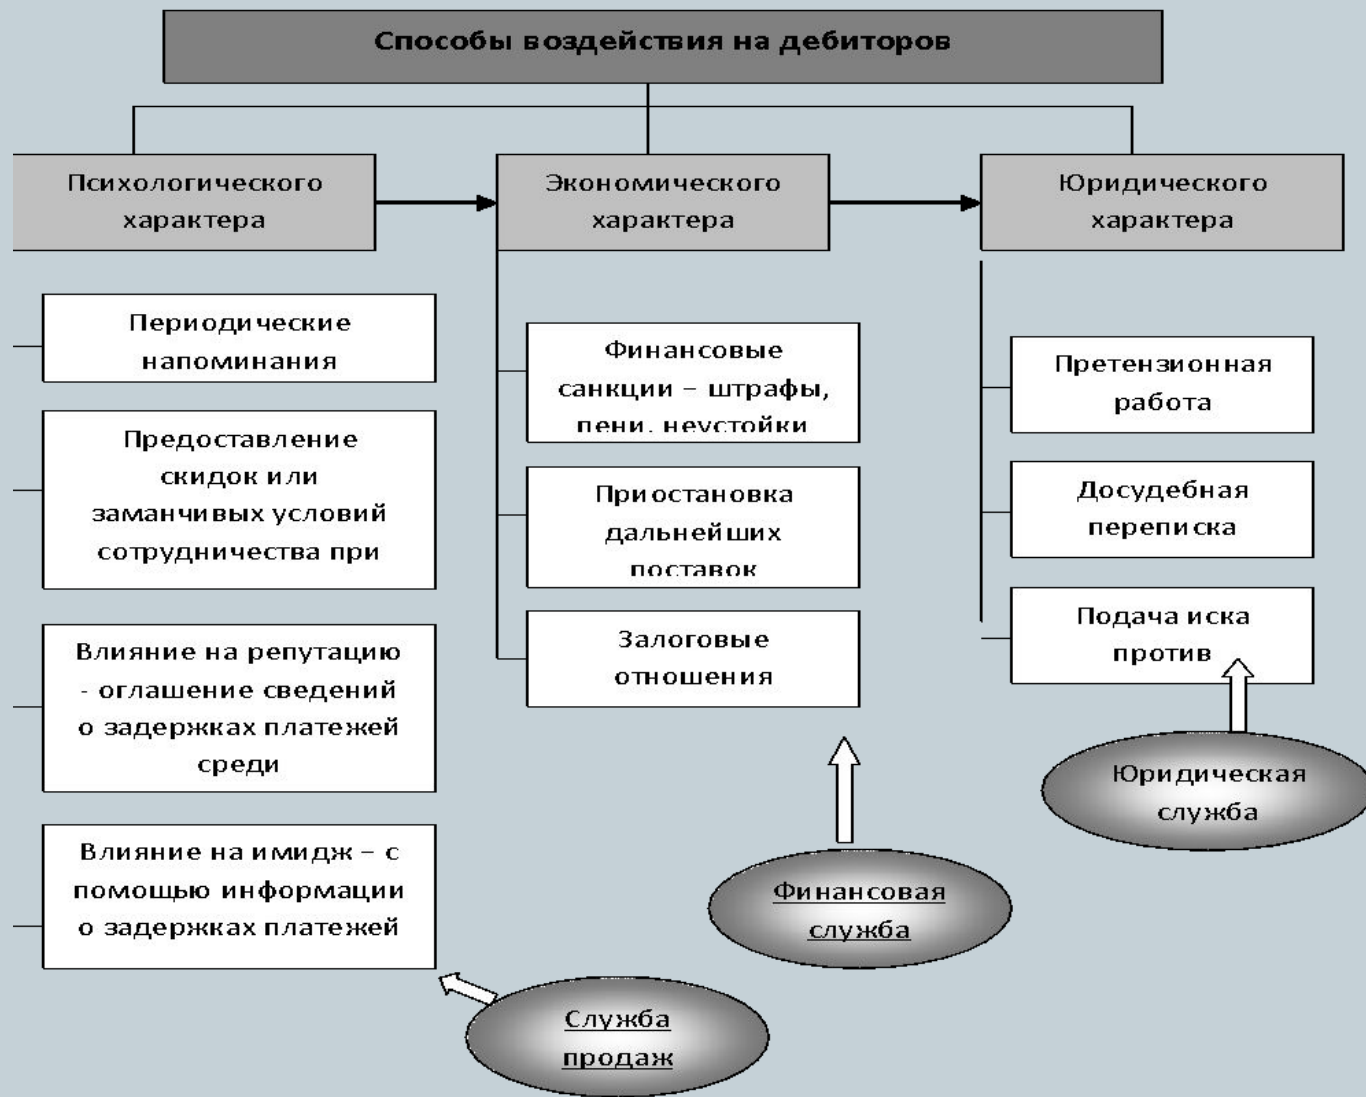 Способы воздействия на дебиторов
Психологического
характера
Экономического
характера
Юридического
характера
Периодические
напоминания
Предоставление
скидок или
заманчивых условий
сотрудничества при
Влияние на репутацию
- оглашение сведений
о задержках платежей
среди
Влияние на имидж – с
помощью информации
о задержках платежей
Финансовые
санкции – штрафы,
пени, неустойки
Приостановка
дальнейших
поставок
Залоговые
отношения
Претензионная
работа
Досудебная
переписка
Подача иска
против
Служба
продаж
Финансовая
служба
Юридическая
служба